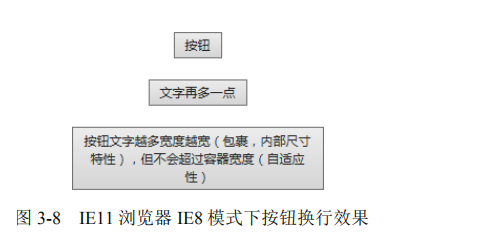 按钮
文字再多一点
按钮文字越多宽度越宽（包裹，内部尺寸
特性），但不会超过容器宽度（自适应
性）
图 3-8 IE11 浏览器 IE8 模式下按钮换行效果